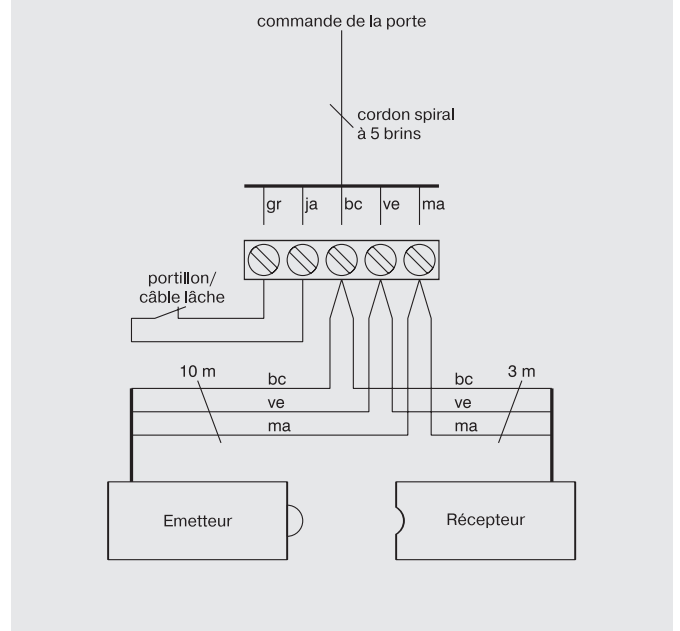 commande de la porte
cordon spiral
à 5 brins
gr ja bc ve ma
portillon/
câble lâche
10 m
3 m
bc
bc
ve
ve
ma
ma
Emetteur
Récepteur